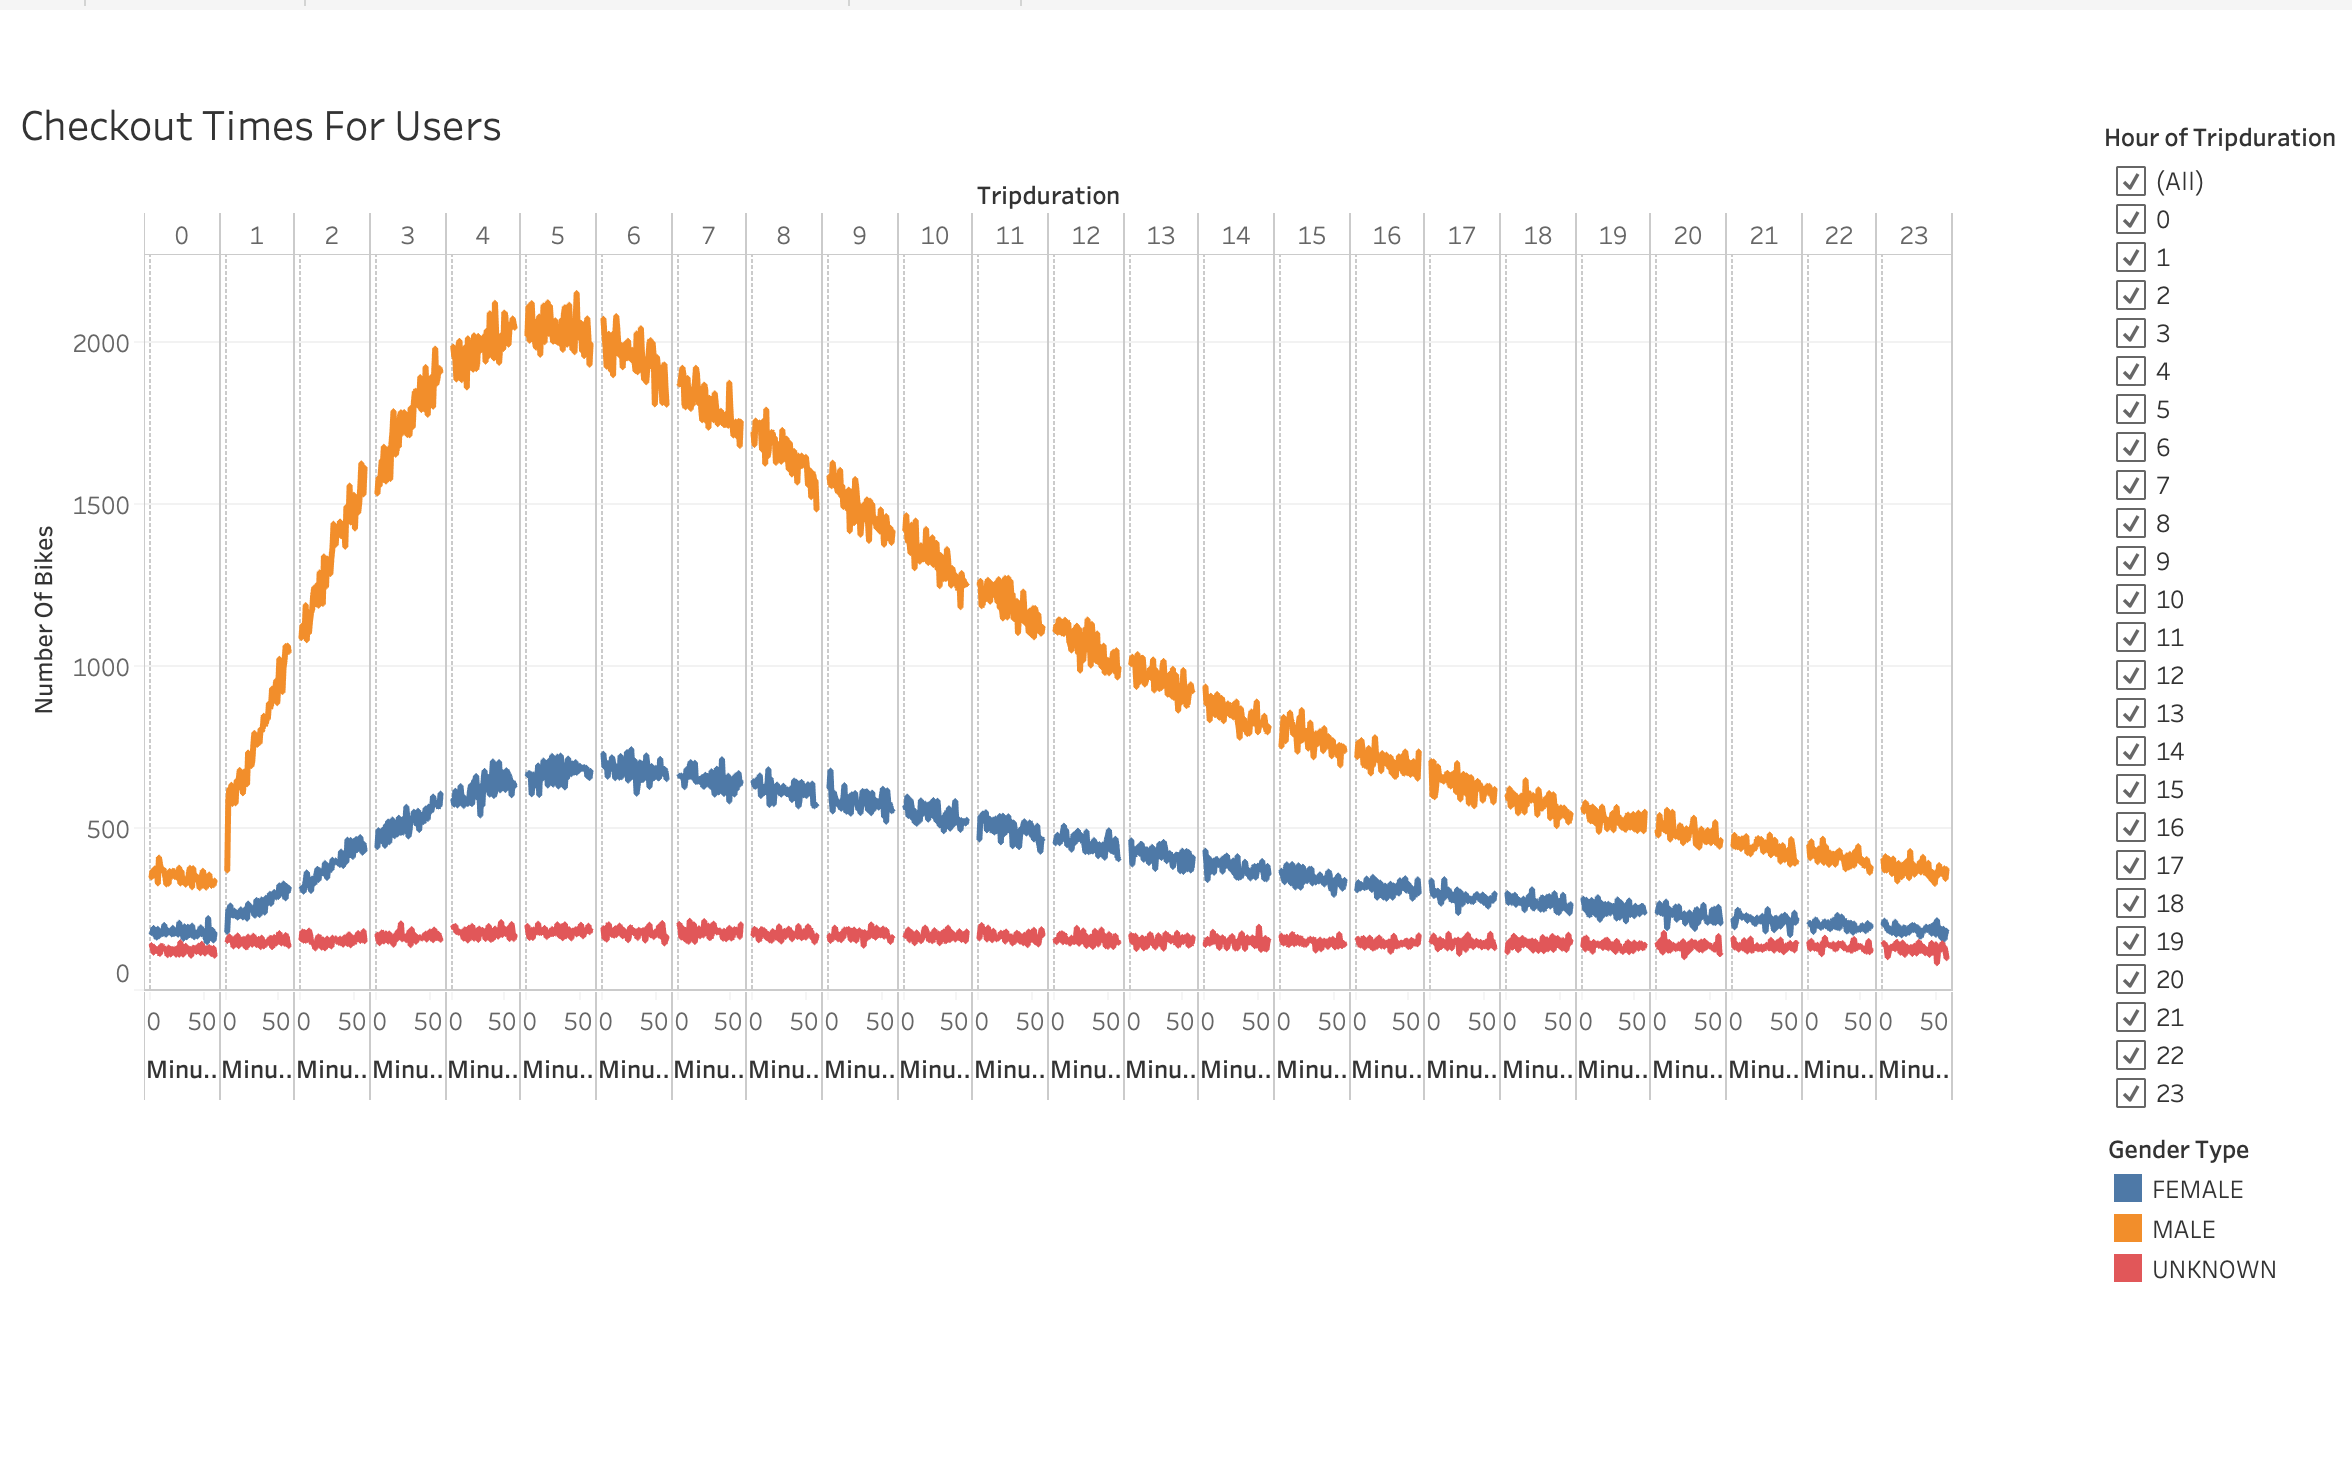 Checkout Times For Users
Tripduration
0 1 2 3 4 5 6 7 8 9 10 11 12 13 14 15 16 17 18 19 20 21 22 23
Number Of Bikes
2000
1500
1000
500
0
0 50 0 50 0 50 0 50 0 50 0 50 0 50 0 50 0 50 0 50 0 50 0 50 0 50 0 50 0 50 0 50 0 50 0 50 0 50 0 50 0 50 0 50 0 50 0 50
Minu.. Minu.. Minu.. Minu.. Minu.. Minu.. Minu.. Minu.. Minu.. Minu.. Minu.. Minu.. Minu.. Minu.. Minu.. Minu.. Minu.. Minu.. Minu.. Minu.. Minu.. Minu.. Minu.. Minu..
Hour of Tripduration
(All)
0
1
2
3
4
5
6
7
8
9
10
11
12
13
14
15
16
17
18
19
20
21
22
23
Gender Type
FEMALE
MALE
UNKNOWN